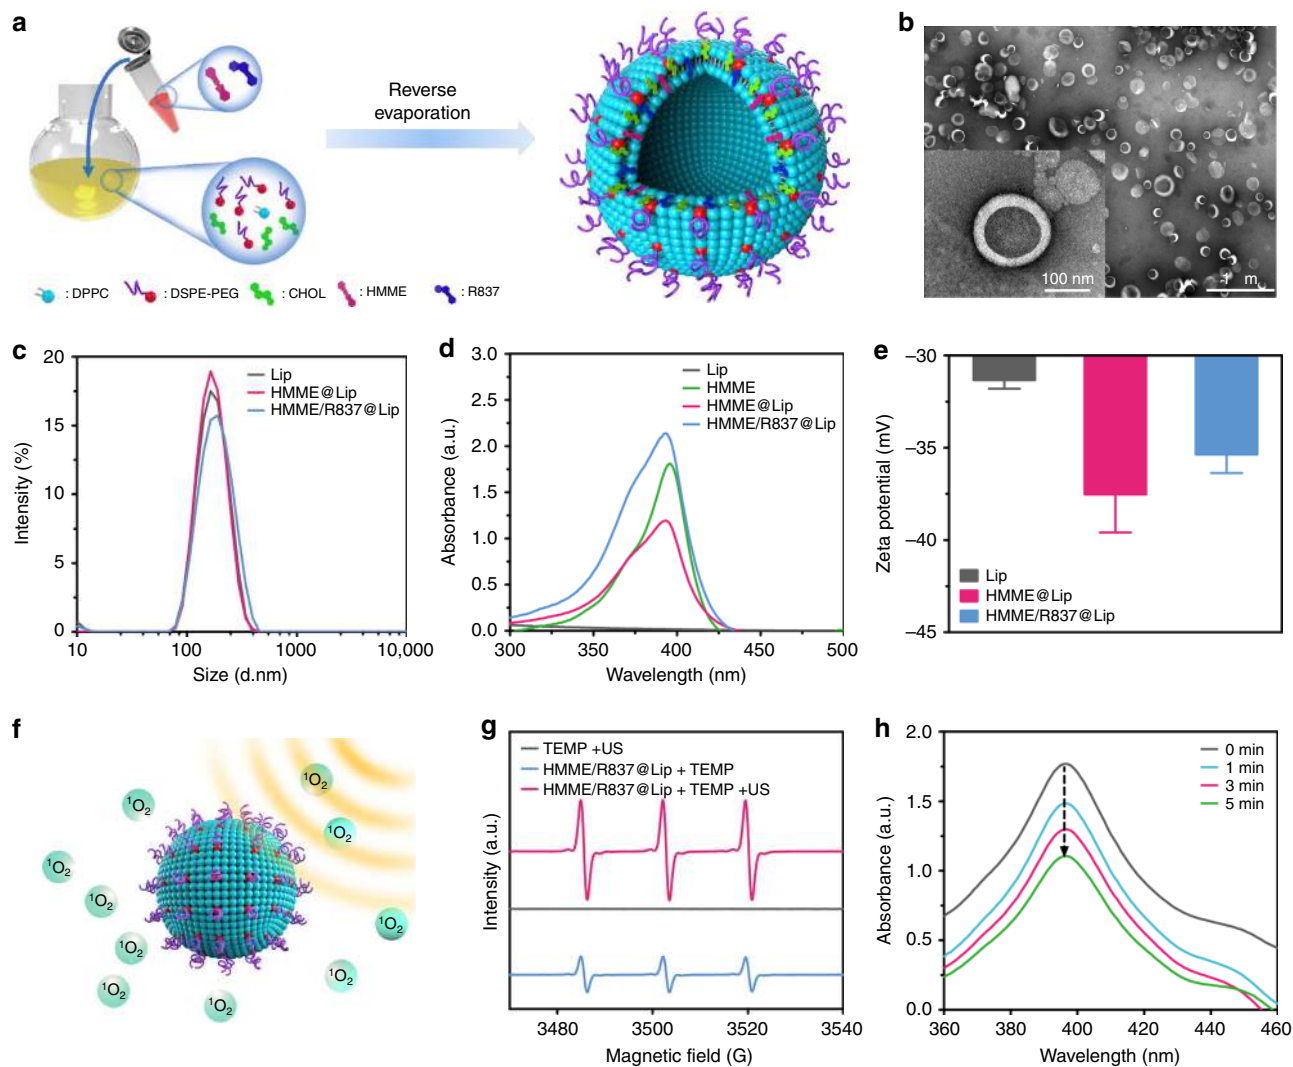 a
Reverse
evaporation
: DPPC
: DSPE-PEG
: CHOL
: HMME
: R837
b
100 nm
1 m
c
20
15
10
5
0
Intensity (%)
Lip
HMME@Lip
HMME/R837@Lip
10
100
1000
10,000
Size (d.nm)
d
3.0
2.5
2.0
1.5
1.0
0.5
0.0
Absorbance (a.u.)
Lip
HMME
HMME@Lip
HMME/R837@Lip
300
350
400
450
500
Wavelength (nm)
e
–30
–35
–40
–45
Zeta potential (mV)
Lip
HMME@Lip
HMME/R837@Lip
f
¹O₂
¹O₂
¹O₂
¹O₂
¹O₂
¹O₂
¹O₂
¹O₂
¹O₂
¹O₂
g
TEMP +US
HMME/R837@Lip + TEMP
HMME/R837@Lip + TEMP +US
Intensity (a.u.)
3480
3500
3520
3540
Magnetic field (G)
h
2.0
1.5
1.0
0.5
0.0
Absorbance (a.u.)
0 min
1 min
3 min
5 min
360
380
400
420
440
460
Wavelength (nm)